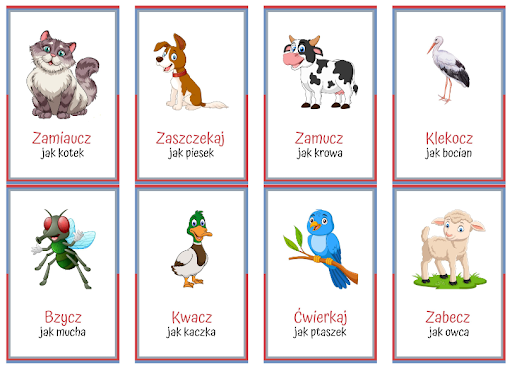 Zamiaucz
jak kotek
Zaszczekaj
jak piesek
Zamucz
jak krowa
Klekocz
jak bocian
Bzycz
jak mucha
Kwacz
jak kaczka
Ćwierkaj
jak ptaszek
Zabecz
jak owca